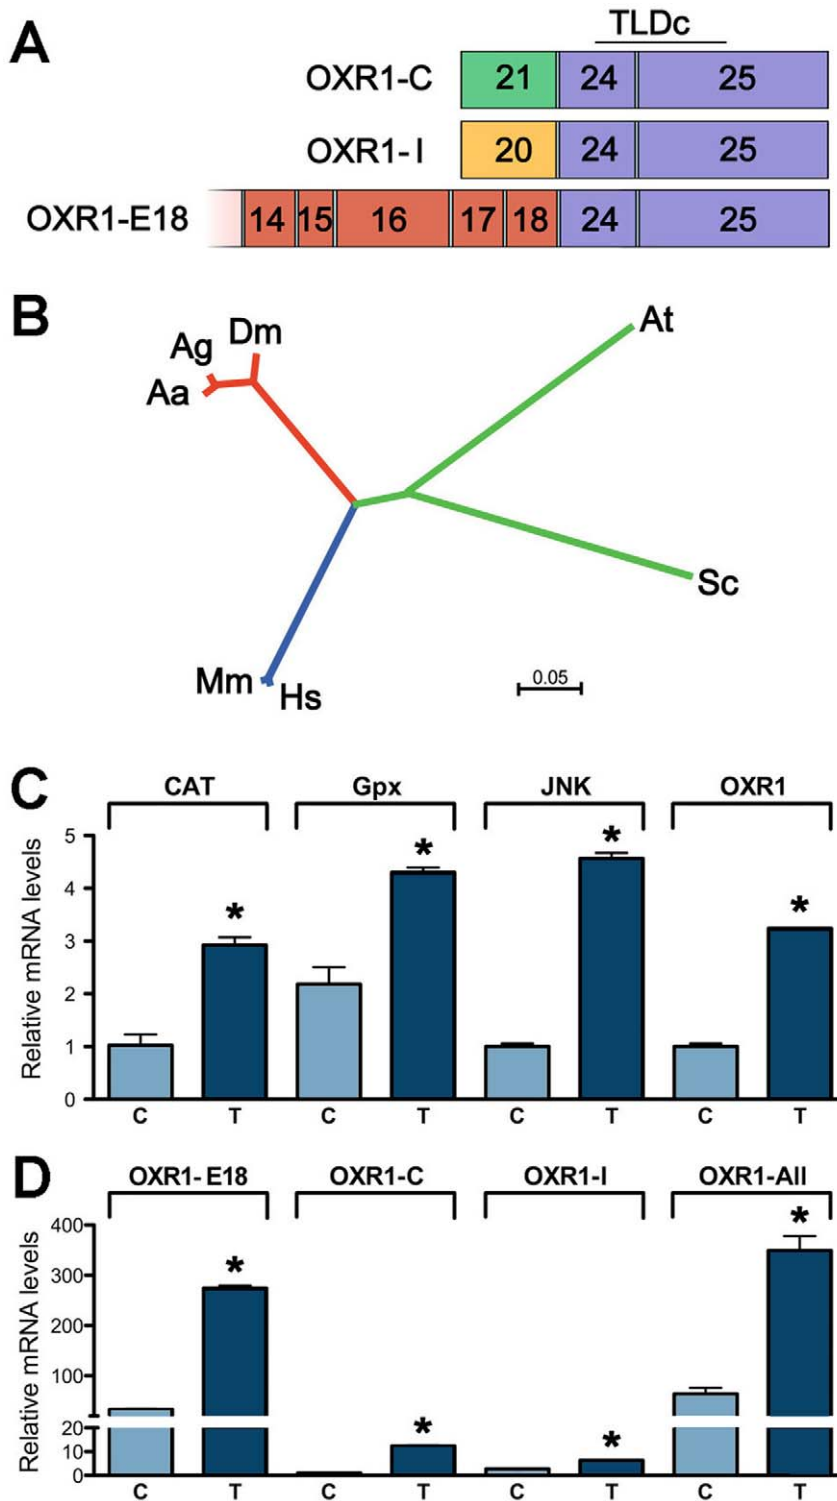 A
TLDc
OXR1-C 21 24 25
OXR1-I 20 24 25
OXR1-E18 14 15 16 17 18 24 25
B
Dm
Ag
Aa
At
Sc
Mm
Hs
0.05
C
CAT Gpx JNK OXR1
Relative mRNA levels
5
4
3
2
1
0
* * * *
C T C T C T C T
D
OXR1-E18 OXR1-C OXR1-I OXR1-All
Relative mRNA levels
400
300
200
100
20
10
0
* * * *
C T C T C T C T